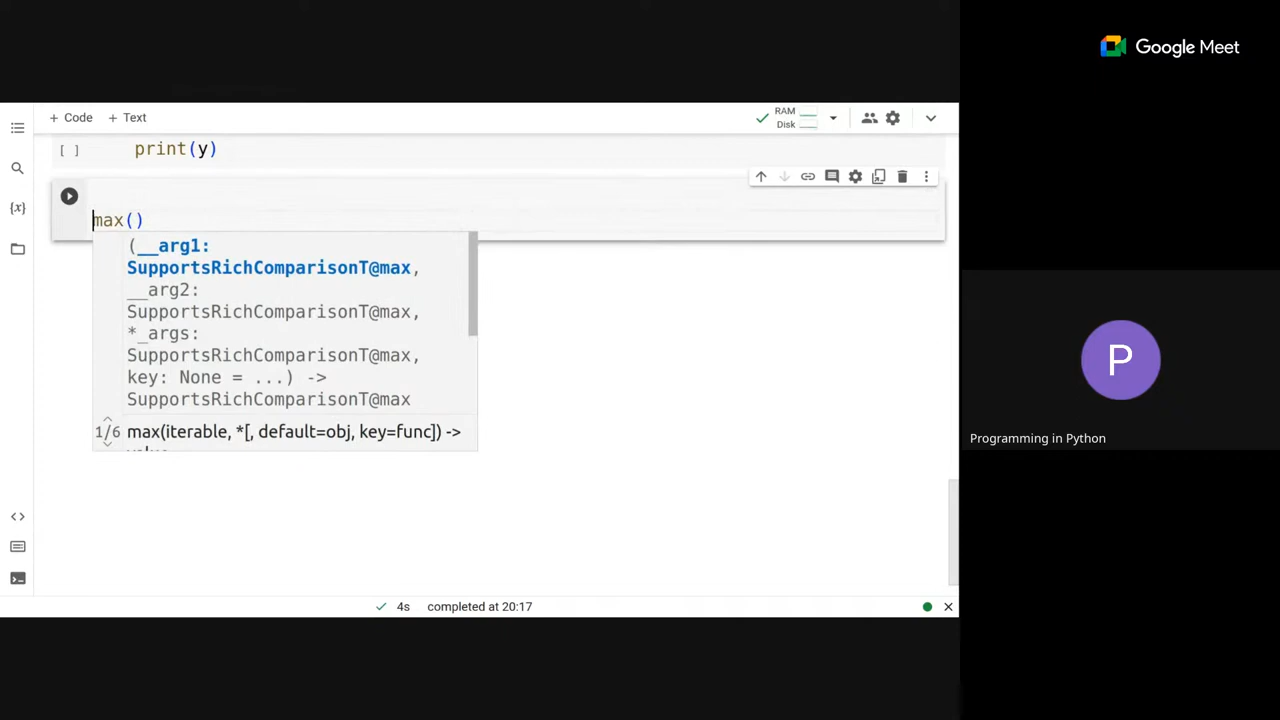 Google Meet
+ Code + Text
RAM
Disk
[ ] print(y)
{x}
max()
(__arg1:
SupportsRichComparisonT@max,
__arg2:
SupportsRichComparisonT@max,
*_args:
SupportsRichComparisonT@max,
key: None = ...) ->
SupportsRichComparisonT@max
1/6 max(iterable, *[, default=obj, key=func]) ->
P
Programming in Python
4s completed at 20:17